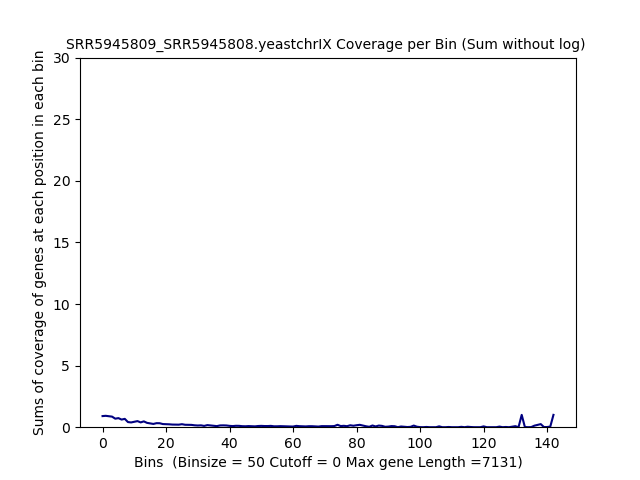 SRR5945809_SRR5945808.yeastchrIX Coverage per Bin (Sum without log)
Sums of coverage of genes at each position in each bin
30
25
20
15
10
5
0
0 20 40 60 80 100 120 140
Bins  (Binsize = 50 Cutoff = 0 Max gene Length =7131)